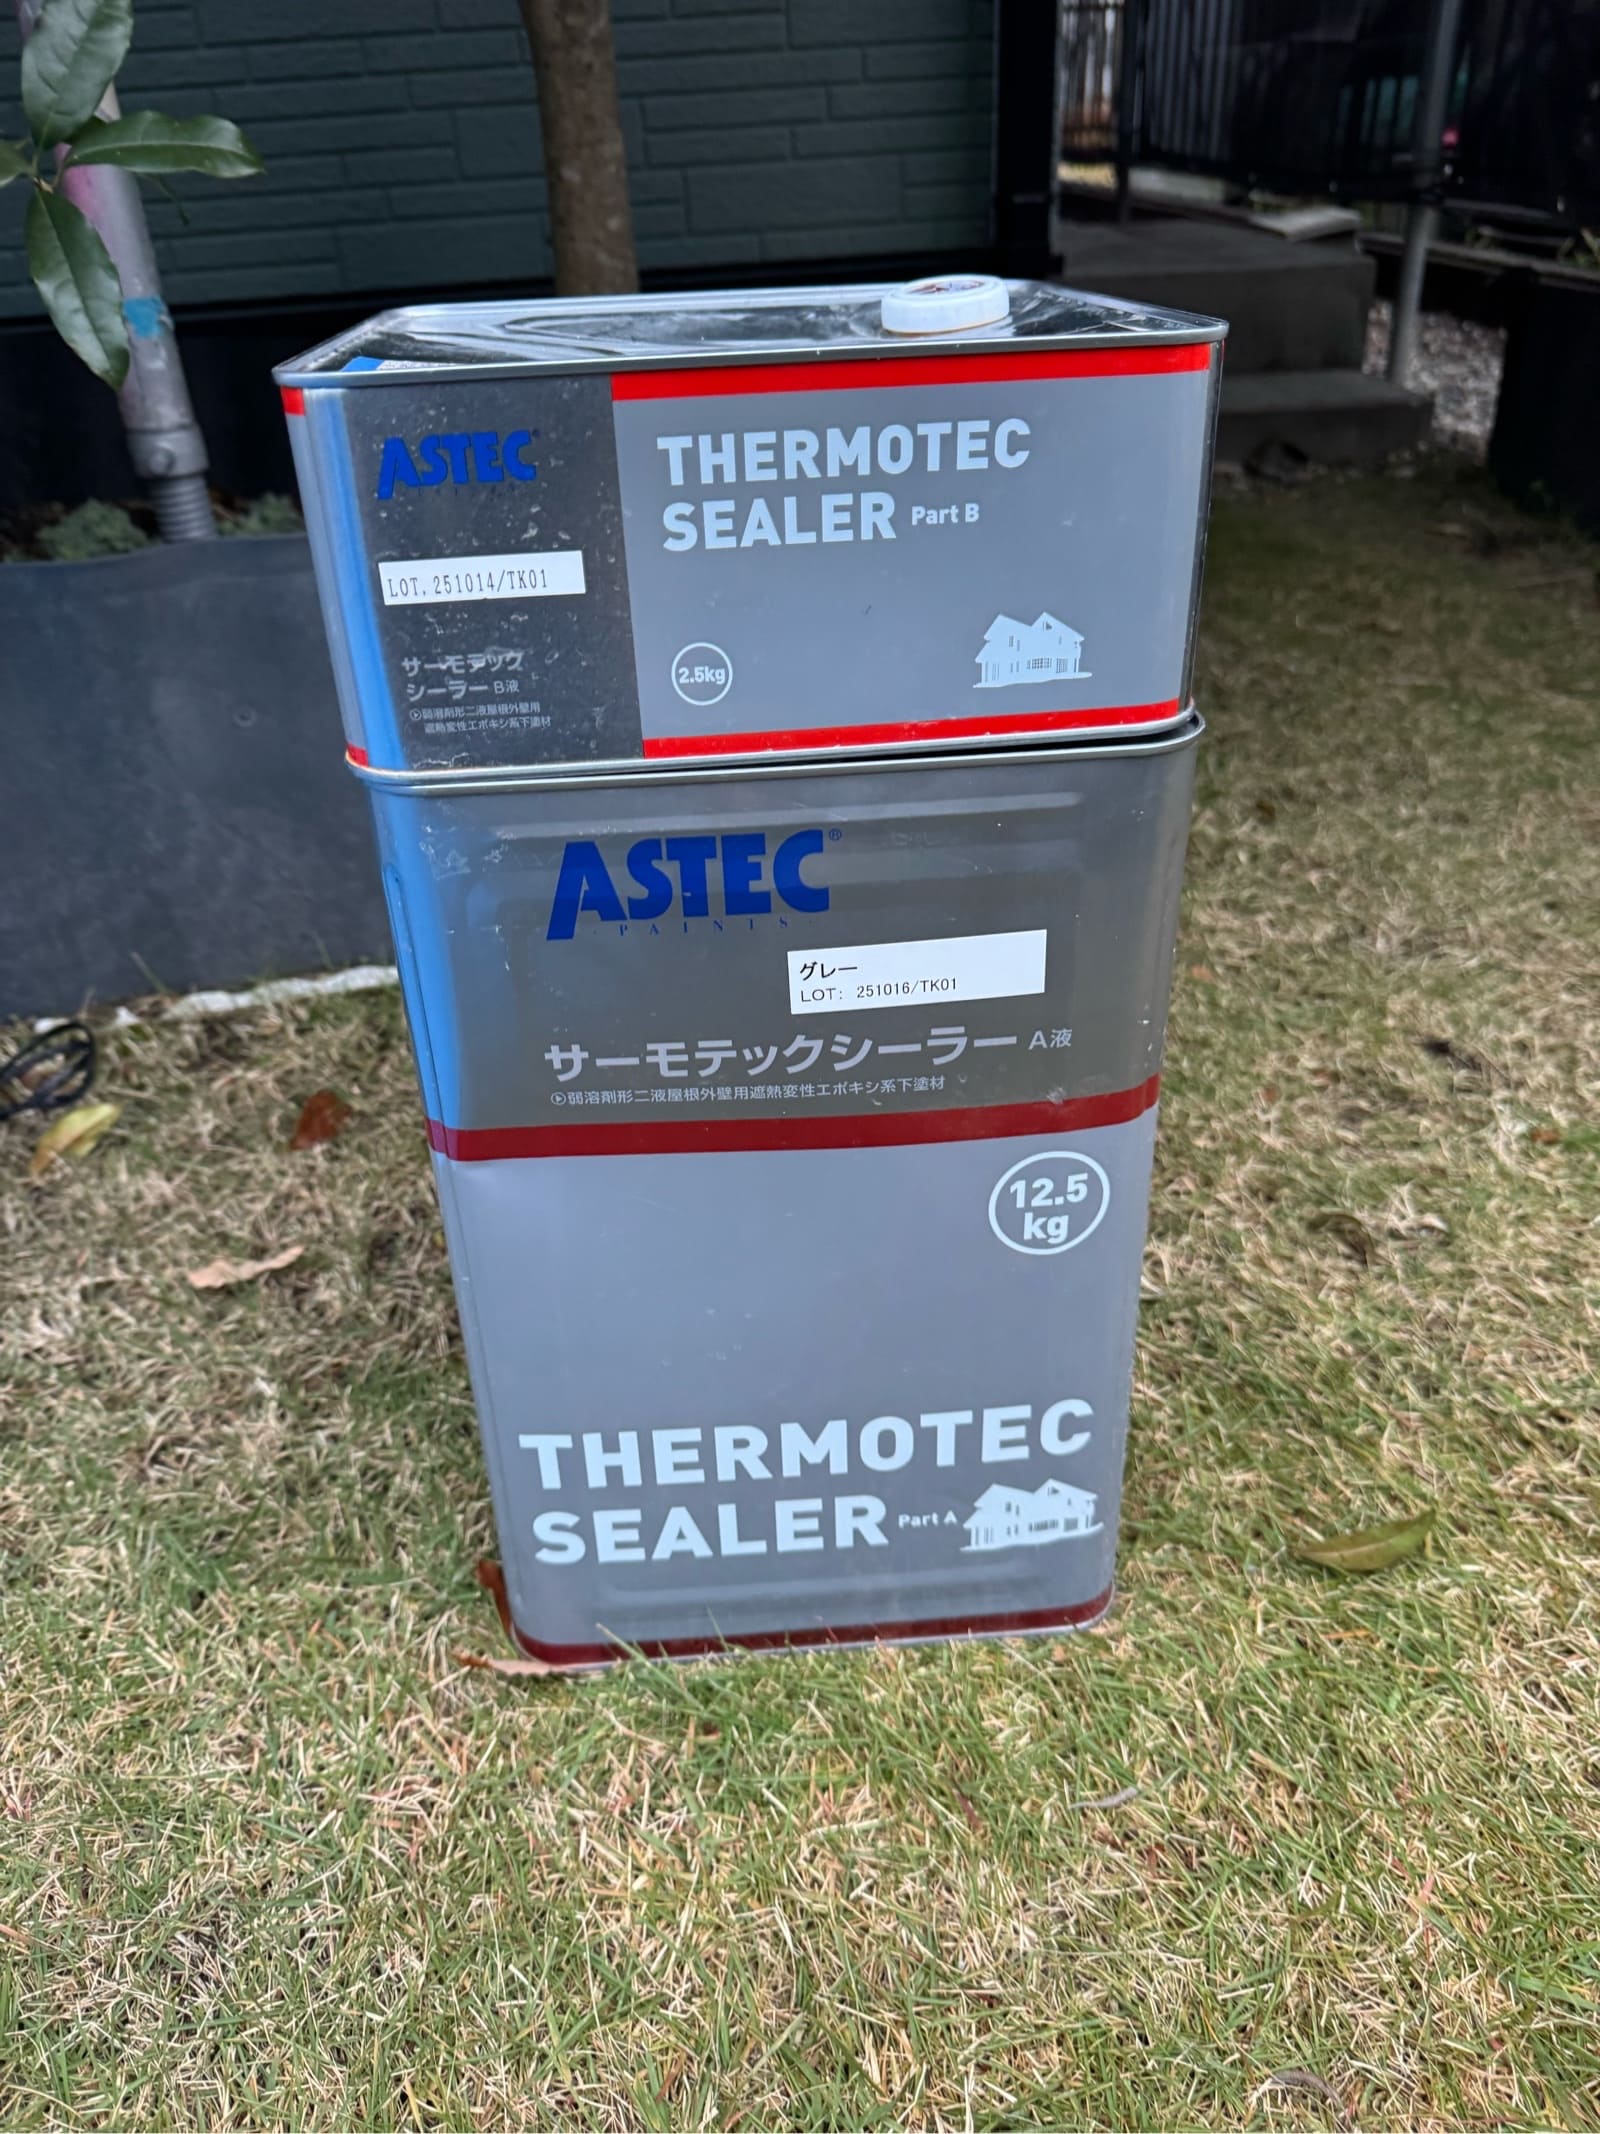 ASTEC
THERMOTEC
SEALER Part B
LOT. 251014/TK01
2.5kg
サーモテック
シーラー B液
弱溶剤形二液屋根外壁用
遮熱変性エポキシ系下塗材
ASTEC®
PAINTS
グレー
LOT: 251016/TK01
サーモテックシーラー A液
弱溶剤形二液屋根外壁用遮熱変性エポキシ系下塗材
12.5
kg
THERMOTEC
SEALER Part A